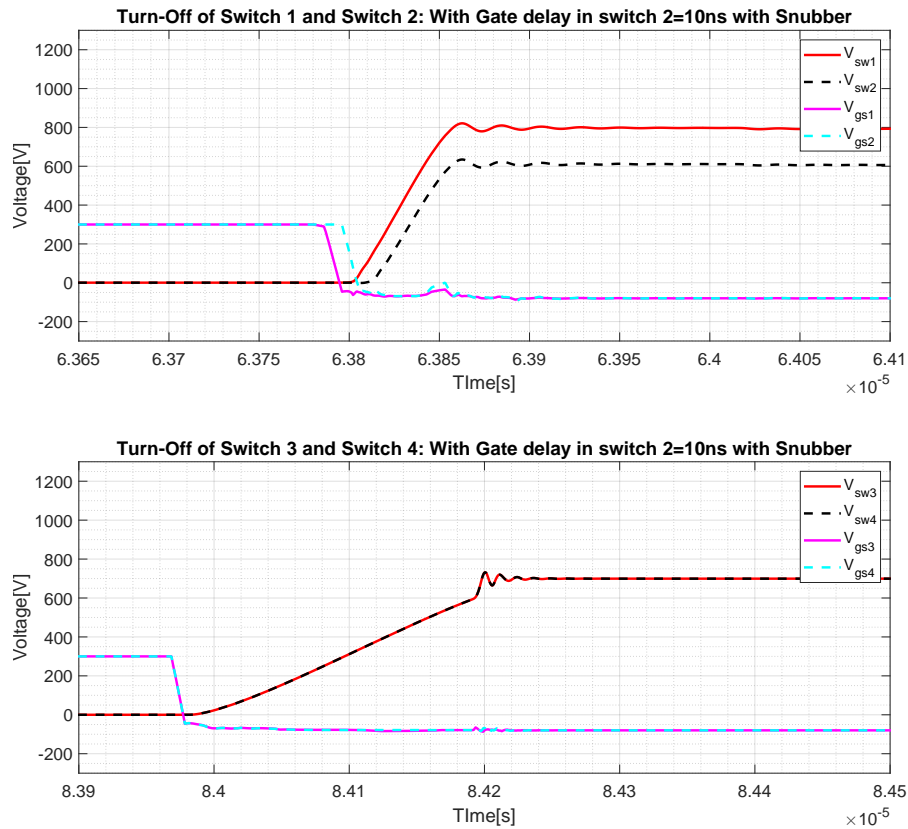 Turn-Off of Switch 1 and Switch 2: With Gate delay in switch 2=10ns with Snubber
1200
1000
800
600
400
200
0
-200
Voltage[V]
V_sw1
V_sw2
V_gs1
V_gs2
6.365 6.37 6.375 6.38 6.385 6.39 6.395 6.4 6.405 6.41
TIme[s]
×10^-5
Turn-Off of Switch 3 and Switch 4: With Gate delay in switch 2=10ns with Snubber
1200
1000
800
600
400
200
0
-200
Voltage[V]
V_sw3
V_sw4
V_gs3
V_gs4
8.39 8.4 8.41 8.42 8.43 8.44 8.45
TIme[s]
×10^-5